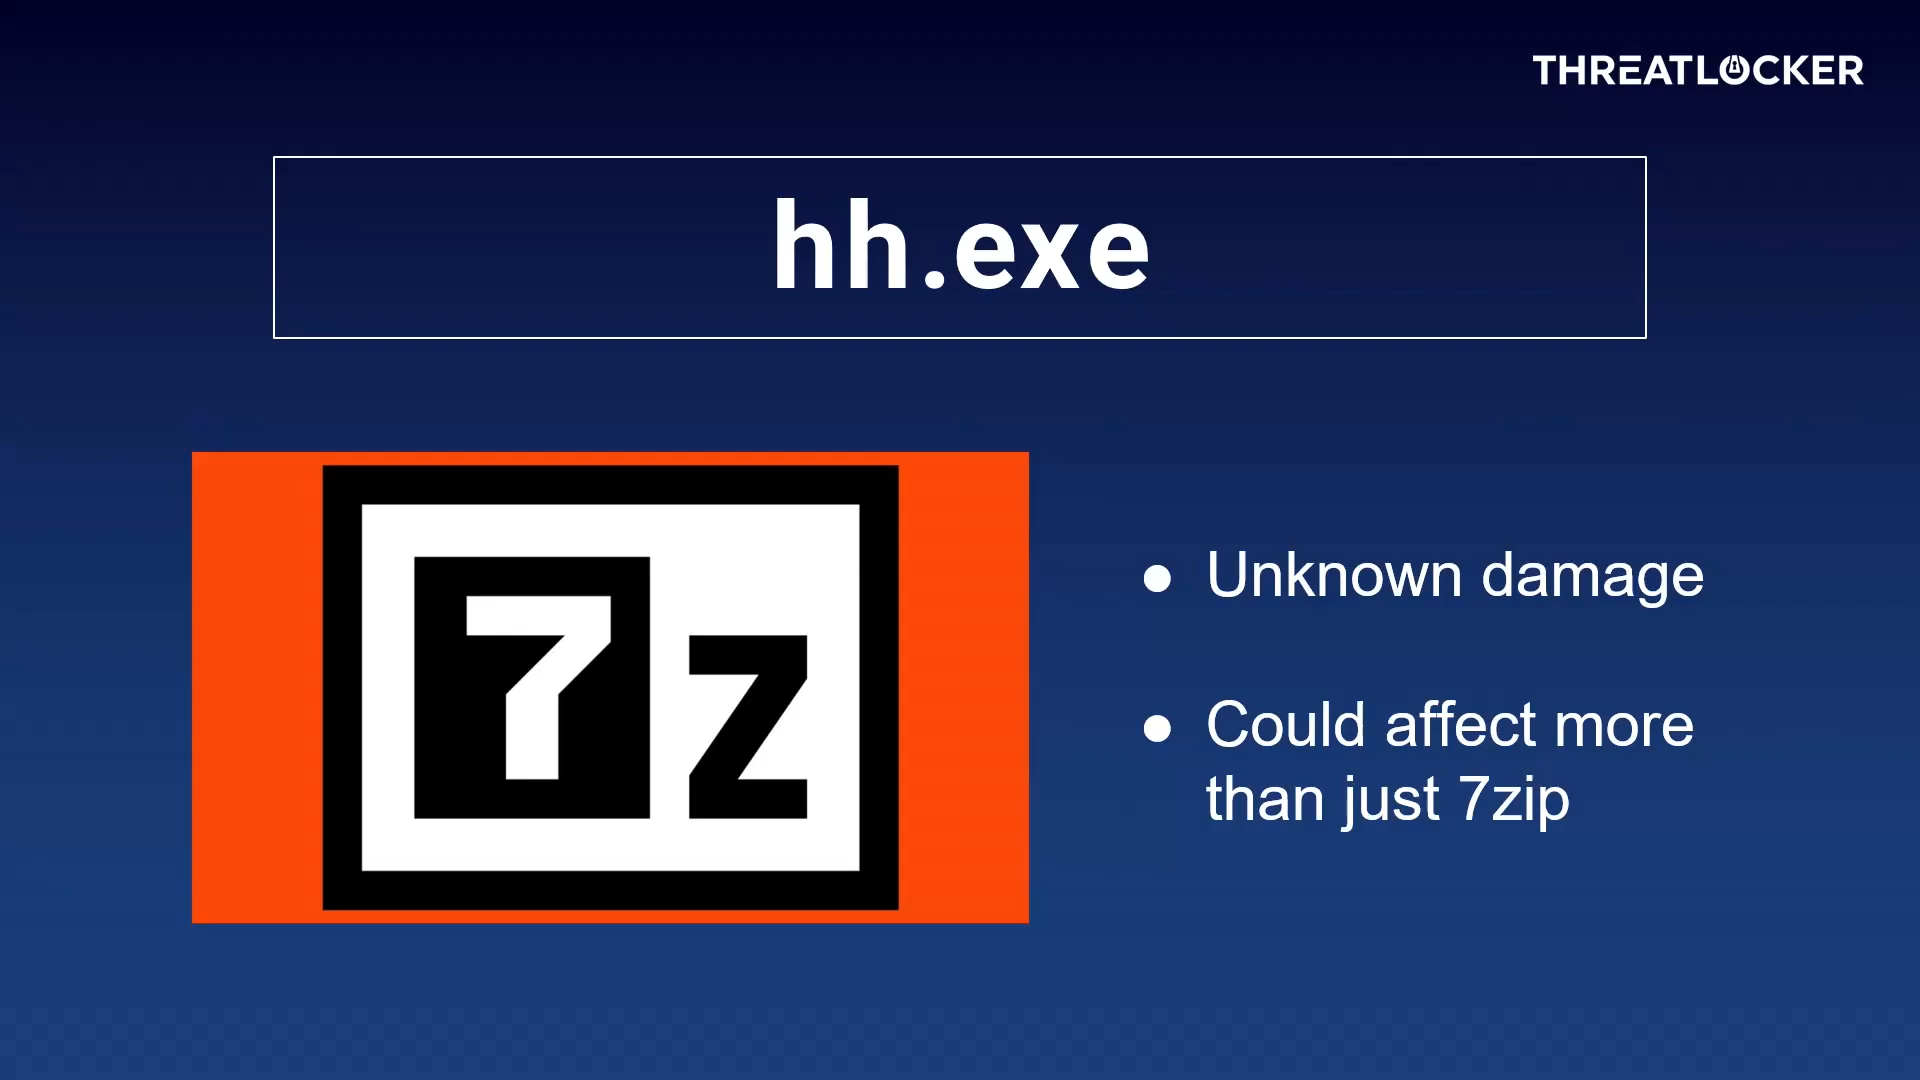 THREATLOCKER
hh.exe
7z
● Unknown damage
● Could affect more
than just 7zip